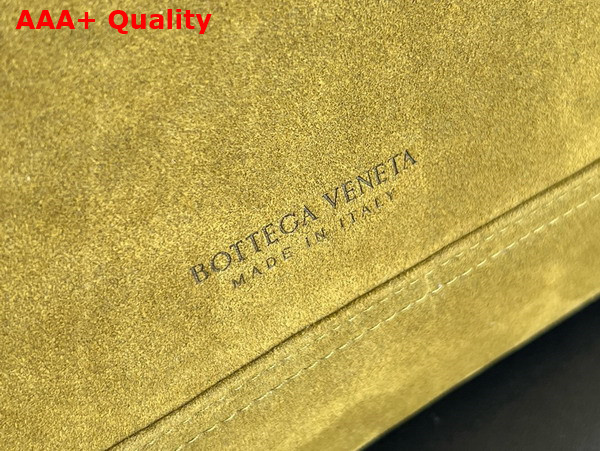 AAA+ Quality
BOTTEGA VENETA
MADE IN ITALY